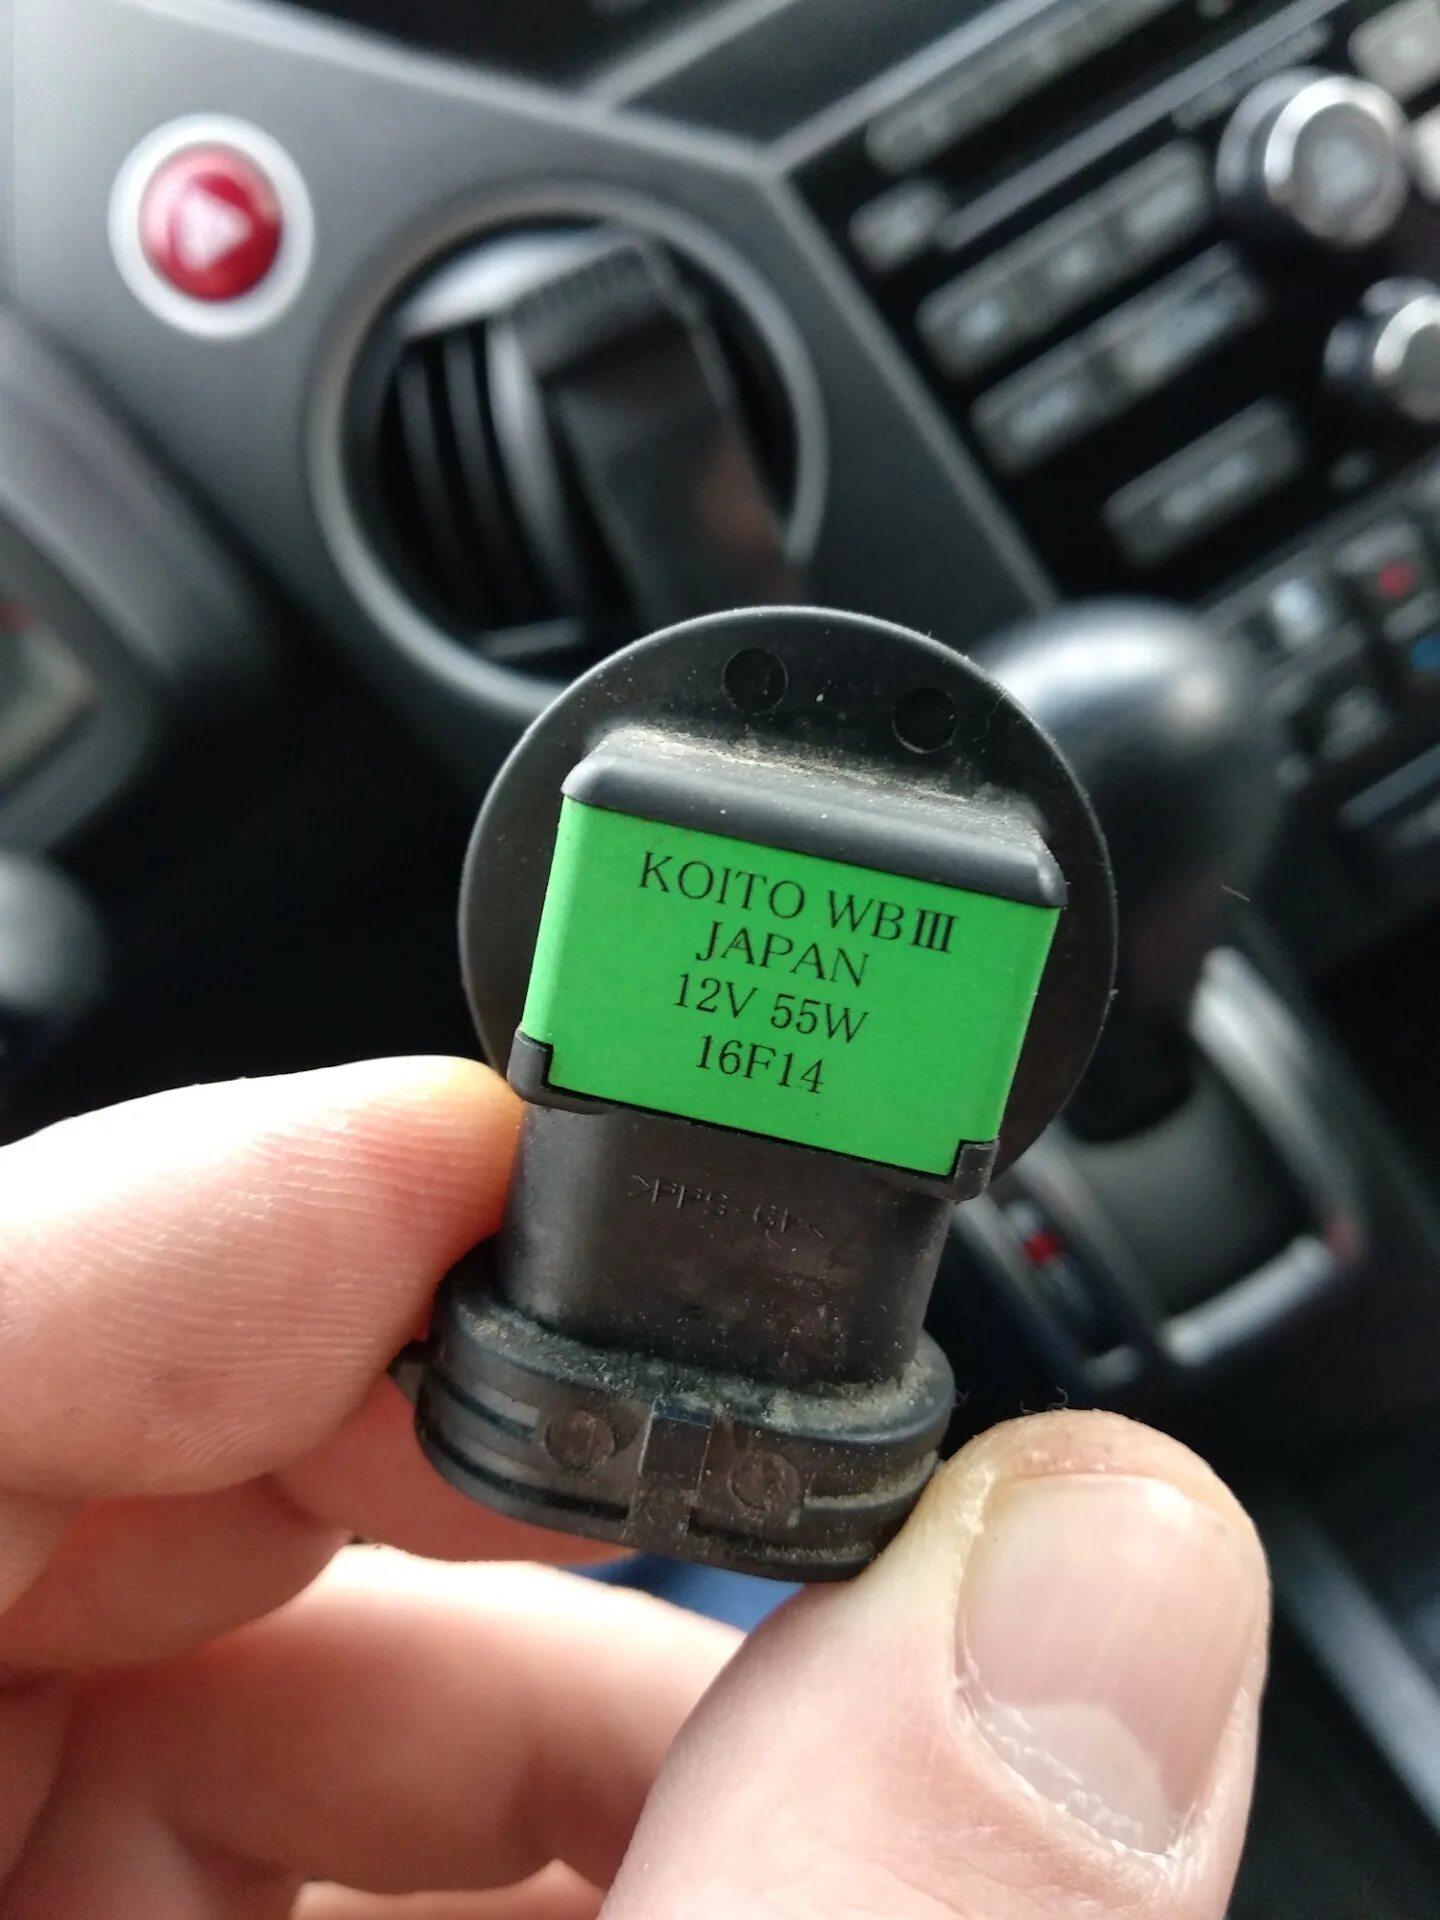 KOITO WB III
JAPAN
12V 55W
16F14